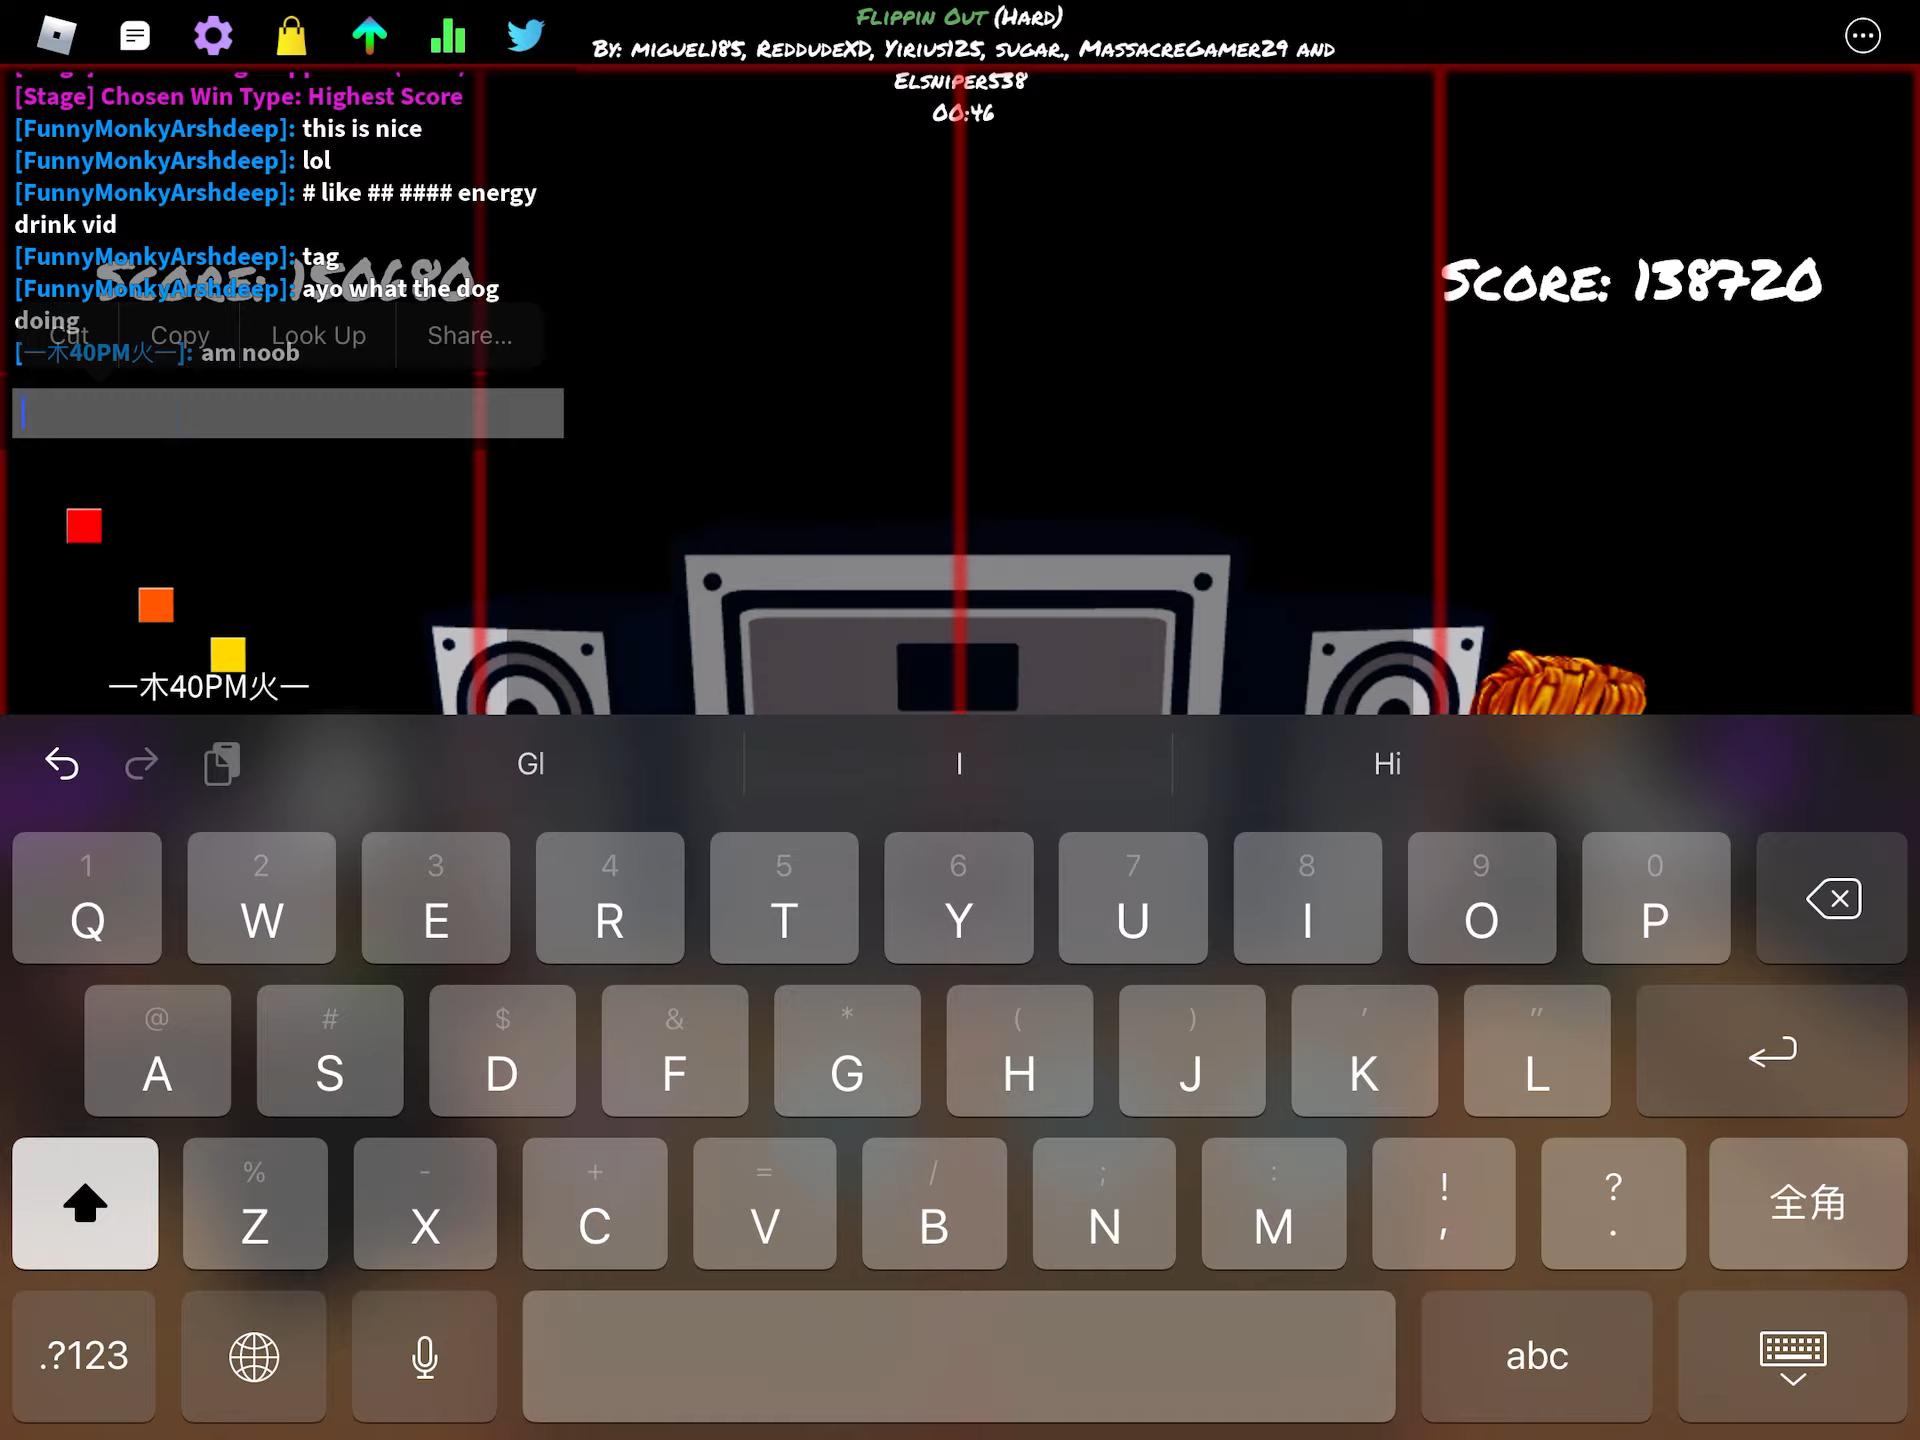 Flippin Out (Hard)
By: miguel185, ReddudeXD, Yirius125, sugar., MassacreGamer29 and
Elsniper538
00:46
[Stage] Chosen Win Type: Highest Score
[FunnyMonkyArshdeep]: this is nice
[FunnyMonkyArshdeep]: lol
[FunnyMonkyArshdeep]: # like ## #### energy
drink vid
[FunnyMonkyArshdeep]: tag
[FunnyMonkyArshdeep]: ayo what the dog
doing
[一木40PM火一]: am noob
Score: 150680
Score: 138720
Cut Copy Look Up Share...
一木40PM火一
Gl I Hi
1 2 3 4 5 6 7 8 9 0
Q W E R T Y U I O P
@ # $ & * ( ) ' "
A S D F G H J K L
% - + = / ; : ! ?
Z X C V B N M , . 全角
.?123 abc